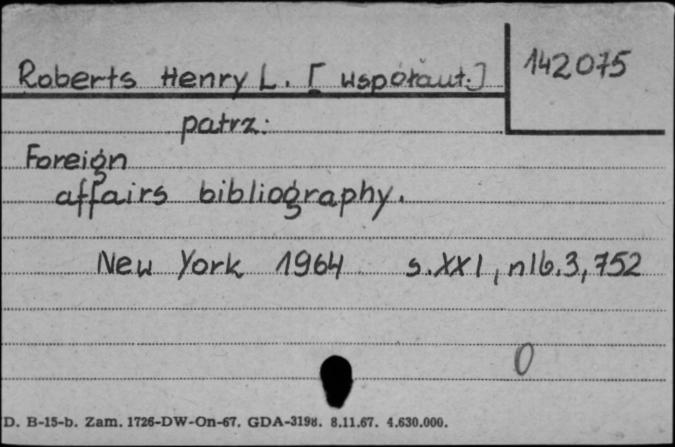 Roberts Henry L. [współaut.]
142075
patrz:
Foreign
affairs bibliography.
New York 1964 s. XXI, nlb. 3, 752
0
D. B-15-b. Zam. 1726-DW-On-67. GDA-3198. 8.11.67. 4.630.000.